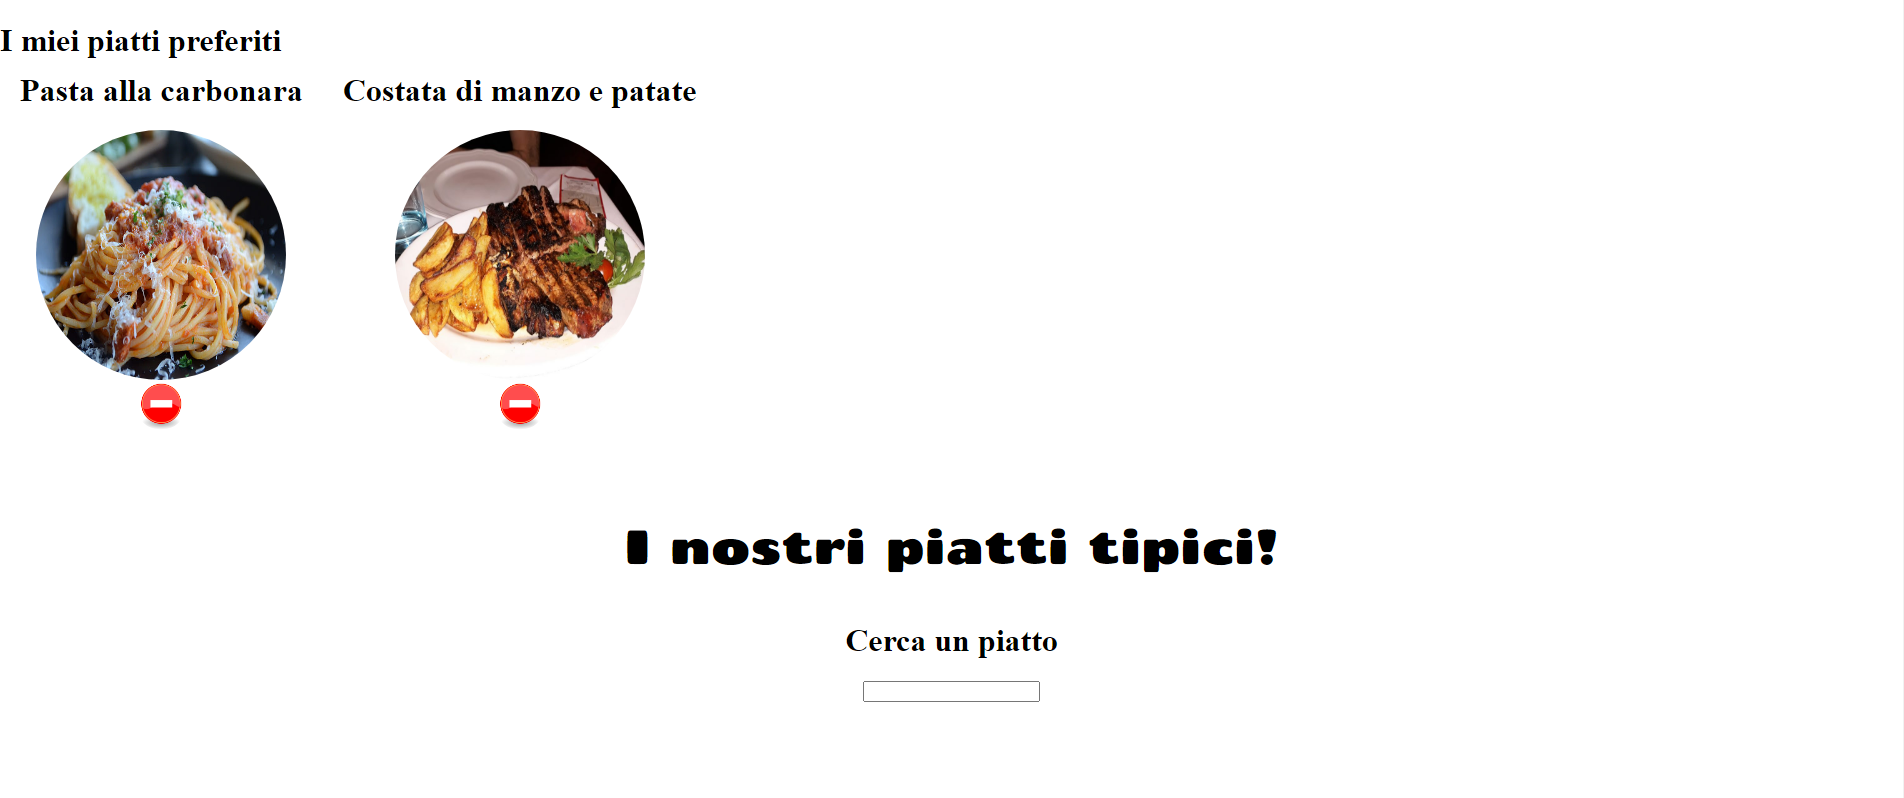 I miei piatti preferiti
Pasta alla carbonara
Costata di manzo e patate
I nostri piatti tipici!
Cerca un piatto